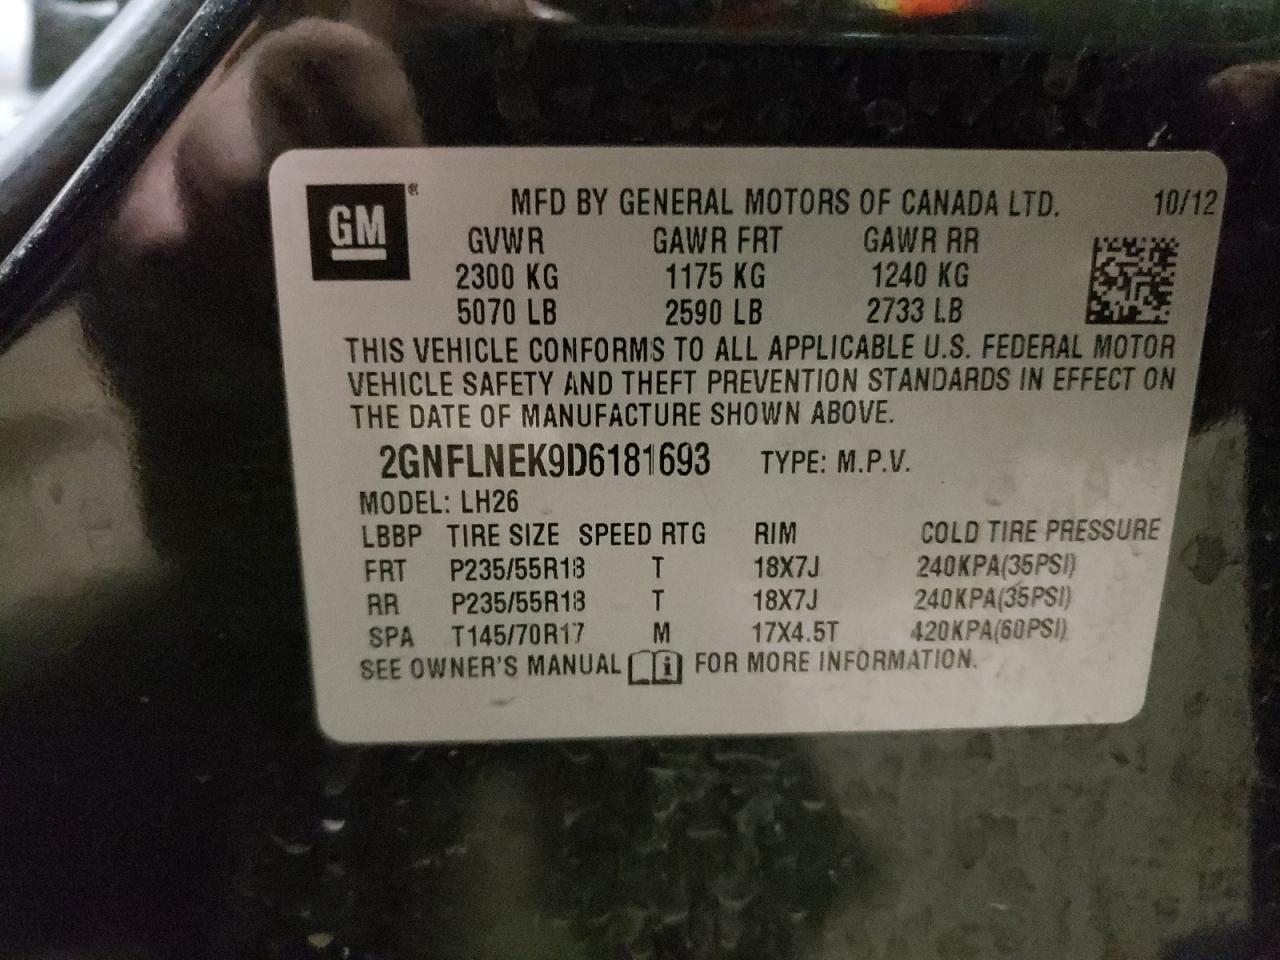 GM®
MFD BY GENERAL MOTORS OF CANADA LTD. 10/12
GVWR GAWR FRT GAWR RR
2300 KG 1175 KG 1240 KG
5070 LB 2590 LB 2733 LB
THIS VEHICLE CONFORMS TO ALL APPLICABLE U.S. FEDERAL MOTOR
VEHICLE SAFETY AND THEFT PREVENTION STANDARDS IN EFFECT ON
THE DATE OF MANUFACTURE SHOWN ABOVE.
2GNFLNEK9D6181693 TYPE: M.P.V.
MODEL: LH26
LBBP TIRE SIZE SPEED RTG RIM COLD TIRE PRESSURE
FRT P235/55R18 T 18X7J 240KPA(35PSI)
RR P235/55R18 T 18X7J 240KPA(35PSI)
SPA T145/70R17 M 17X4.5T 420KPA(60PSI)
SEE OWNER'S MANUAL i FOR MORE INFORMATION.